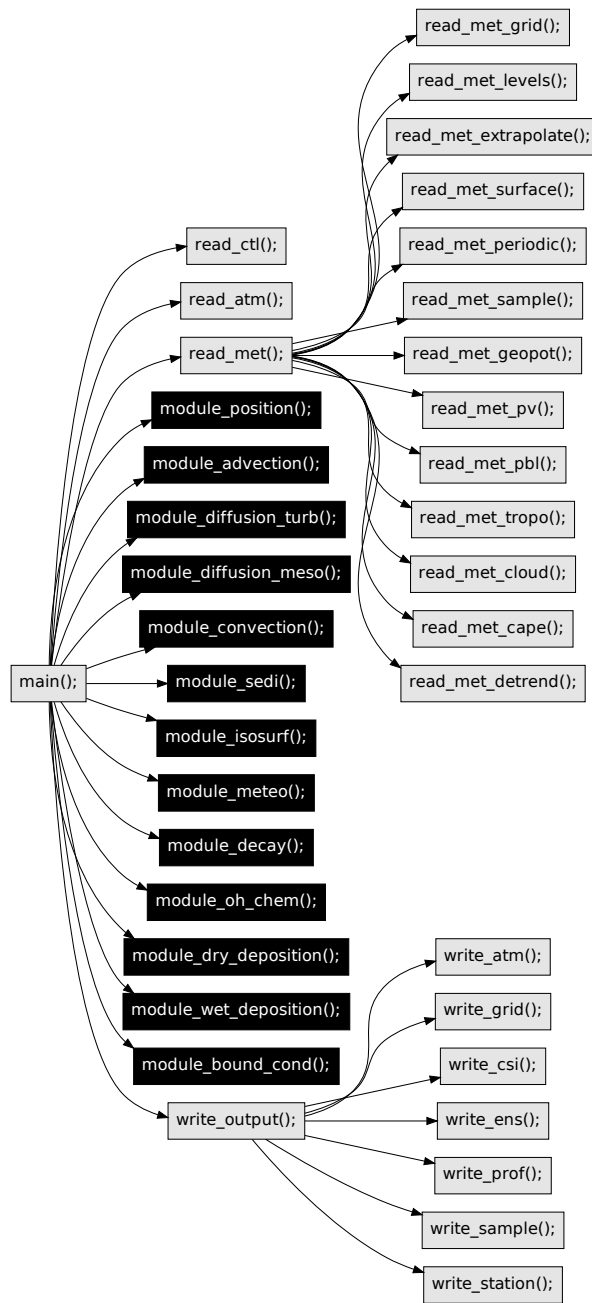 read_met_grid();
read_met_levels();
read_met_extrapolate();
read_met_surface();
read_ctl();
read_met_periodic();
read_atm();
read_met_sample();
read_met();
read_met_geopot();
module_position();
read_met_pv();
module_advection();
read_met_pbl();
module_diffusion_turb();
read_met_tropo();
module_diffusion_meso();
read_met_cloud();
module_convection();
read_met_cape();
main();
module_sedi();
read_met_detrend();
module_isosurf();
module_meteo();
module_decay();
module_oh_chem();
module_dry_deposition();
write_atm();
module_wet_deposition();
write_grid();
module_bound_cond();
write_csi();
write_output();
write_ens();
write_prof();
write_sample();
write_station();